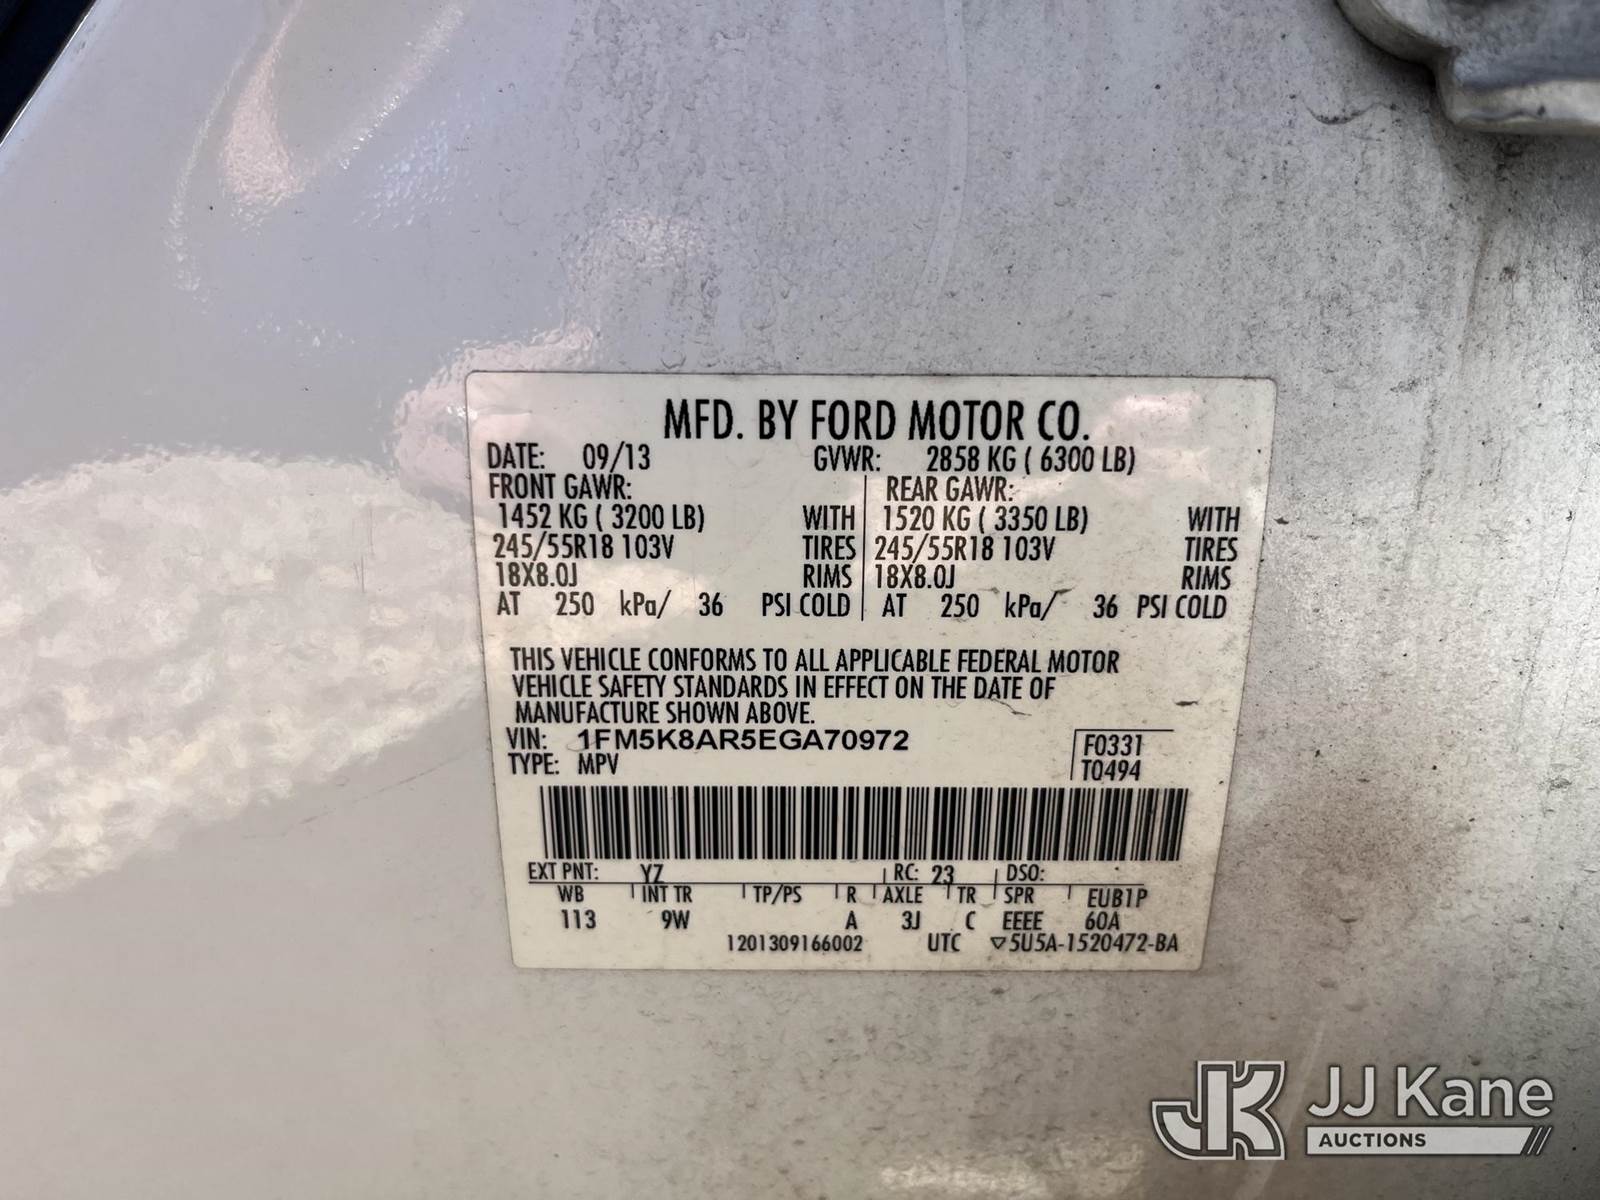 MFD. BY FORD MOTOR CO.
DATE: 09/13 GVWR: 2858 KG ( 6300 LB)
FRONT GAWR: REAR GAWR:
1452 KG ( 3200 LB) WITH 1520 KG ( 3350 LB) WITH
245/55R18 103V TIRES 245/55R18 103V TIRES
18X8.0J RIMS 18X8.0J RIMS
AT 250 kPa/ 36 PSI COLD AT 250 kPa/ 36 PSI COLD
THIS VEHICLE CONFORMS TO ALL APPLICABLE FEDERAL MOTOR
VEHICLE SAFETY STANDARDS IN EFFECT ON THE DATE OF
MANUFACTURE SHOWN ABOVE.
VIN: 1FM5K8AR5EGA70972 F0331
TYPE: MPV T0494
EXT PNT: YZ RC: 23 DSO:
WB INT TR TP/PS R AXLE TR SPR EUB1P
113 9W A 3J C EEEE 60A
1201309166002 UTC ▽5U5A-1520472-BA
JK JJ Kane
AUCTIONS